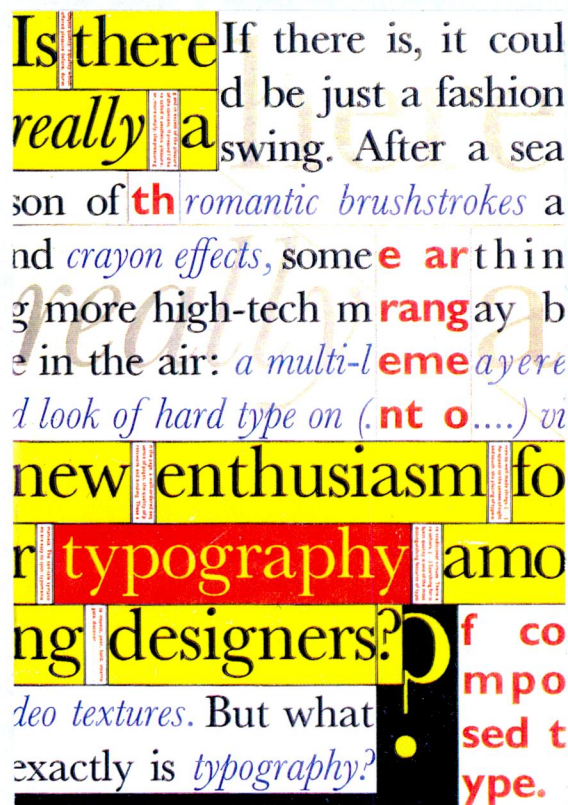 Is there
really a
new enthusiasm fo
r typography amo
ng designers?
If there is, it coul
d be just a fashion
swing. After a sea
son of romantic brushstrokes a
nd crayon effects, some thin
g more high-tech m ay b
e in the air: a multi-l ayere
d look of hard type on (. ....) vi
deo textures. But what
exactly is typography?
th
e ar
rang
eme
nt o
f co
mpo
sed t
ype.